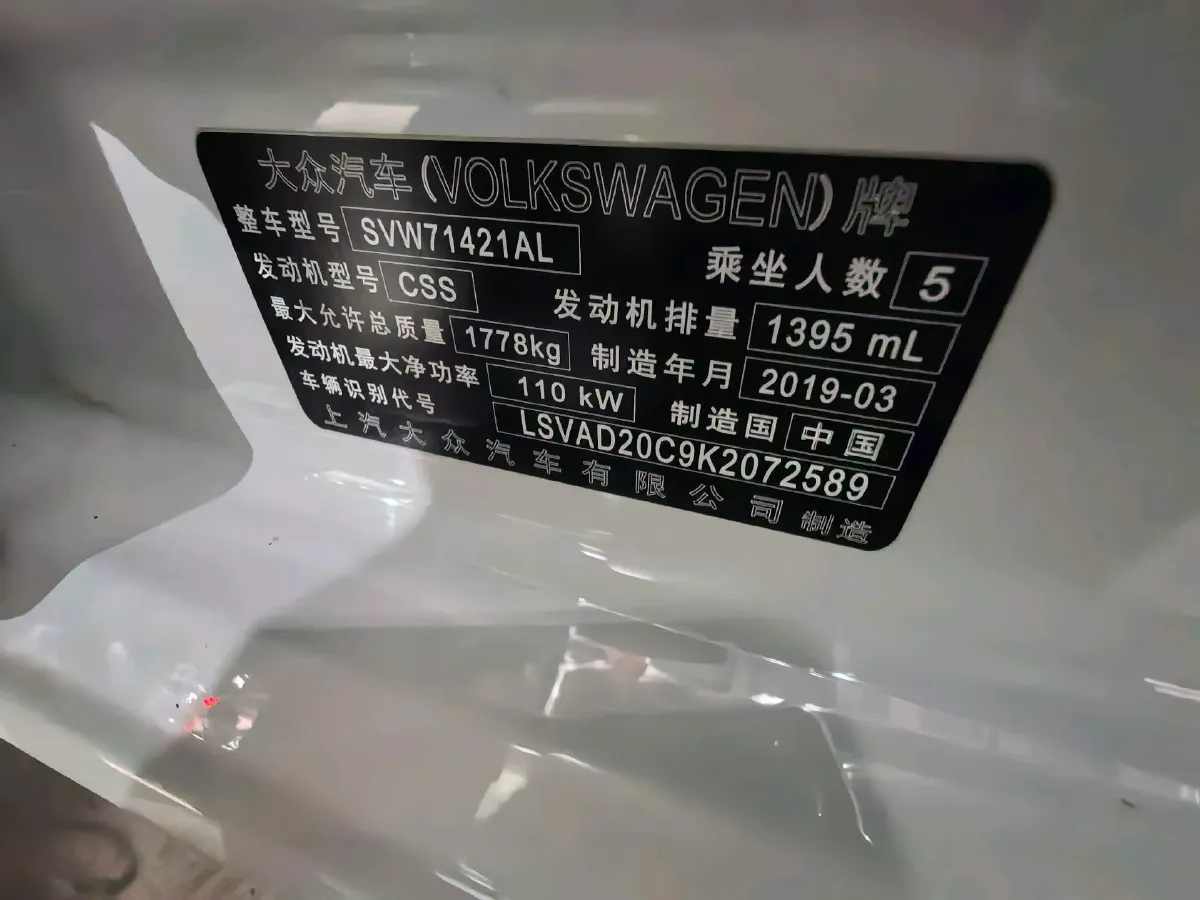 大众汽车(VOLKSWAGEN)牌
整车型号 SVW71421AL 乘坐人数 5
发动机型号 CSS 发动机排量 1395 mL
最大允许总质量 1778kg 制造年月 2019-03
发动机最大净功率 110 kW 制造国 中国
车辆识别代号 LSVAD20C9K2072589
上汽大众汽车有限公司制造